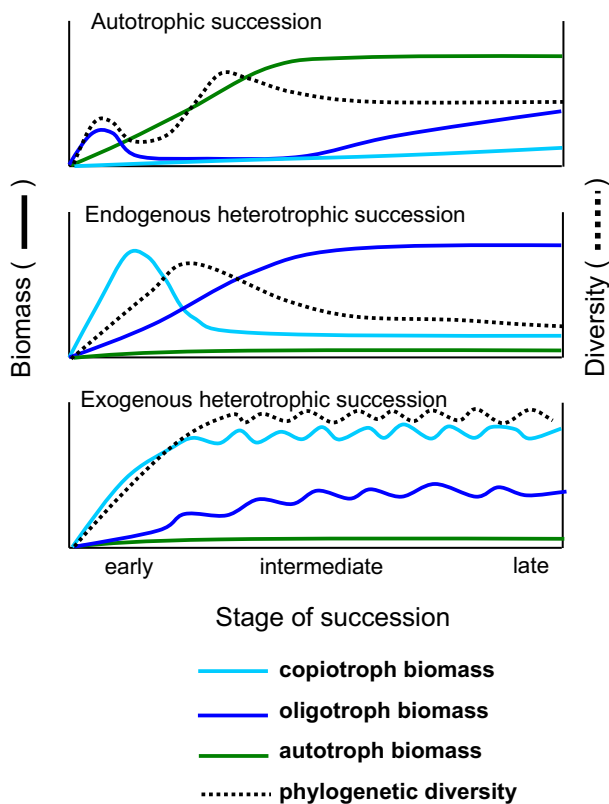 Autotrophic succession
Endogenous heterotrophic succession
Exogenous heterotrophic succession
Biomass ( )
Diversity ( )
early intermediate late
Stage of succession
copiotroph biomass
oligotroph biomass
autotroph biomass
phylogenetic diversity